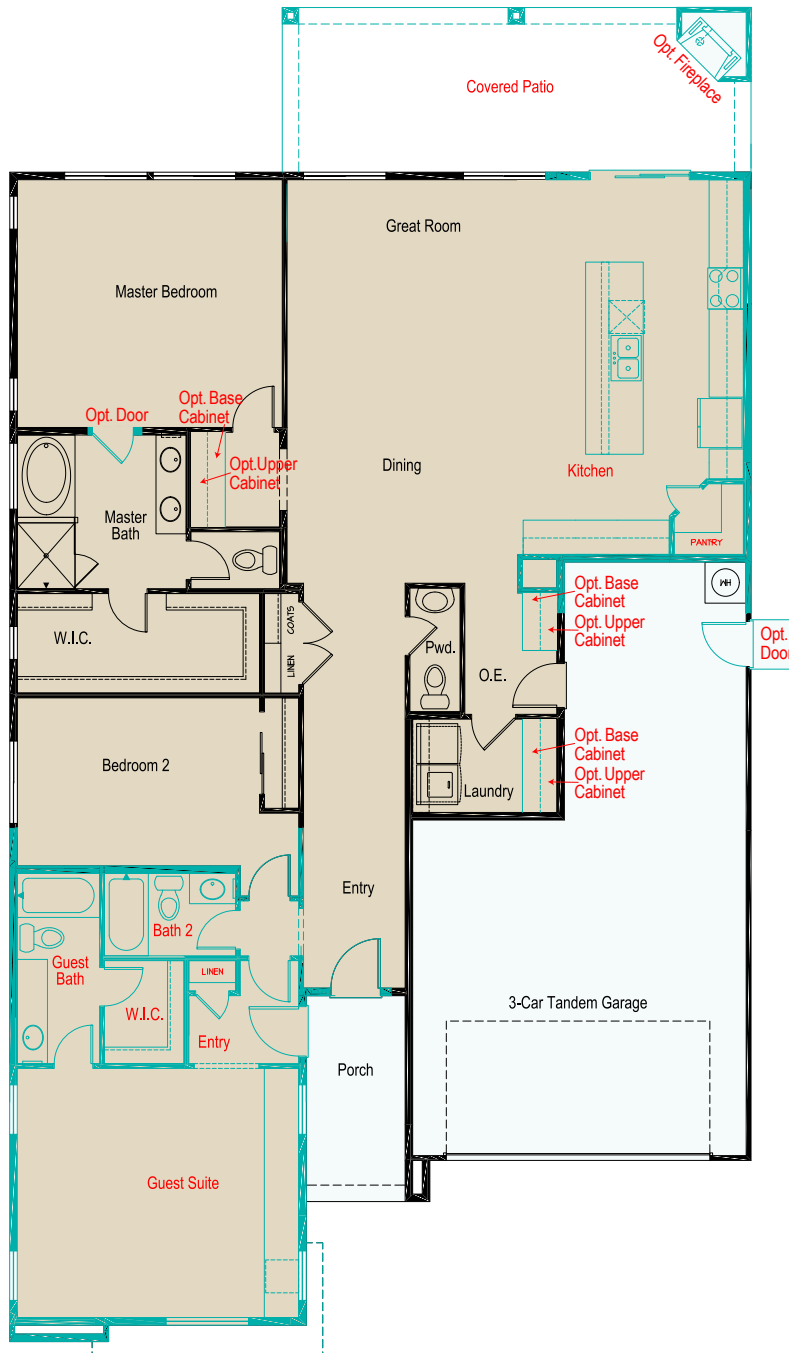 Opt. Fireplace
Covered Patio
Great Room
Master Bedroom
Opt. Base
Cabinet
Opt. Door
Opt.Upper
Cabinet
Dining
Kitchen
Master
Bath
PANTRY
HW
Opt. Base
Cabinet
Opt. Upper
Cabinet
Opt.
Door
COATS
LINEN
W.I.C.
Pwd.
O.E.
Opt. Base
Cabinet
Opt. Upper
Cabinet
Bedroom 2
Laundry
Entry
Bath 2
Guest
Bath
LINEN
W.I.C.
Entry
3-Car Tandem Garage
Porch
Guest Suite